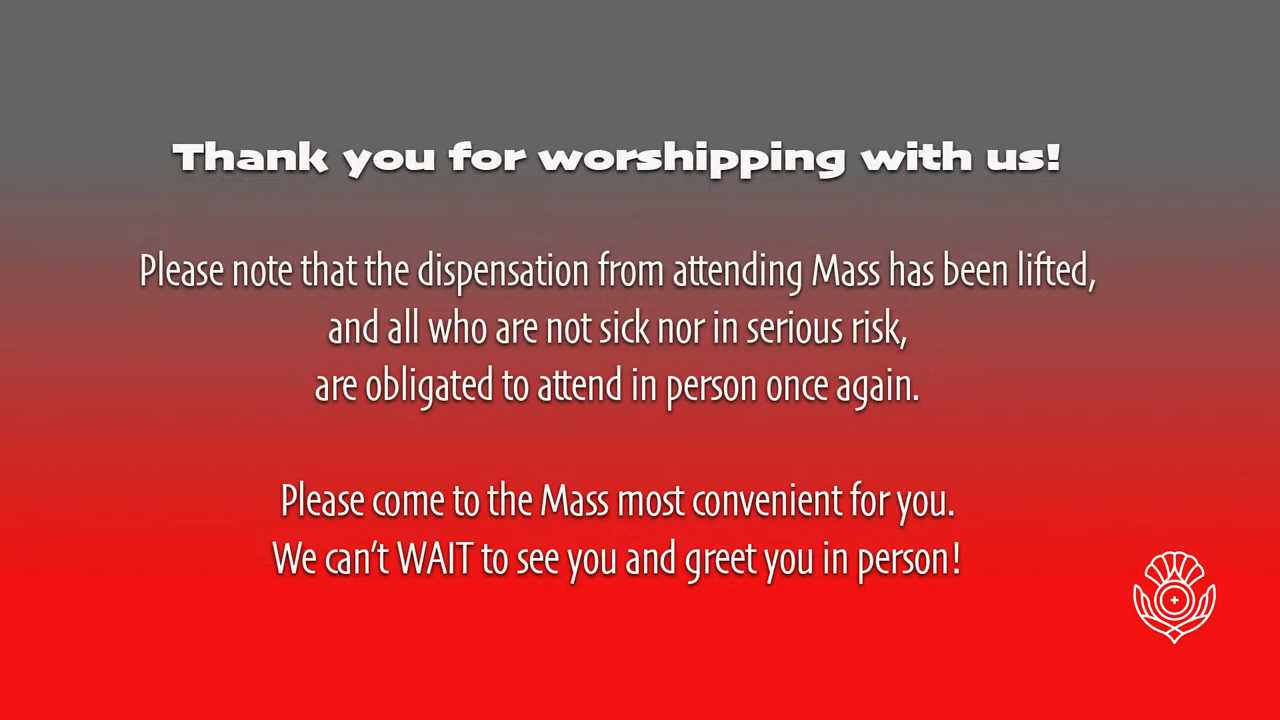 Thank you for worshipping with us!
Please note that the dispensation from attending Mass has been lifted,
and all who are not sick nor in serious risk,
are obligated to attend in person once again.
Please come to the Mass most convenient for you.
We can't WAIT to see you and greet you in person!